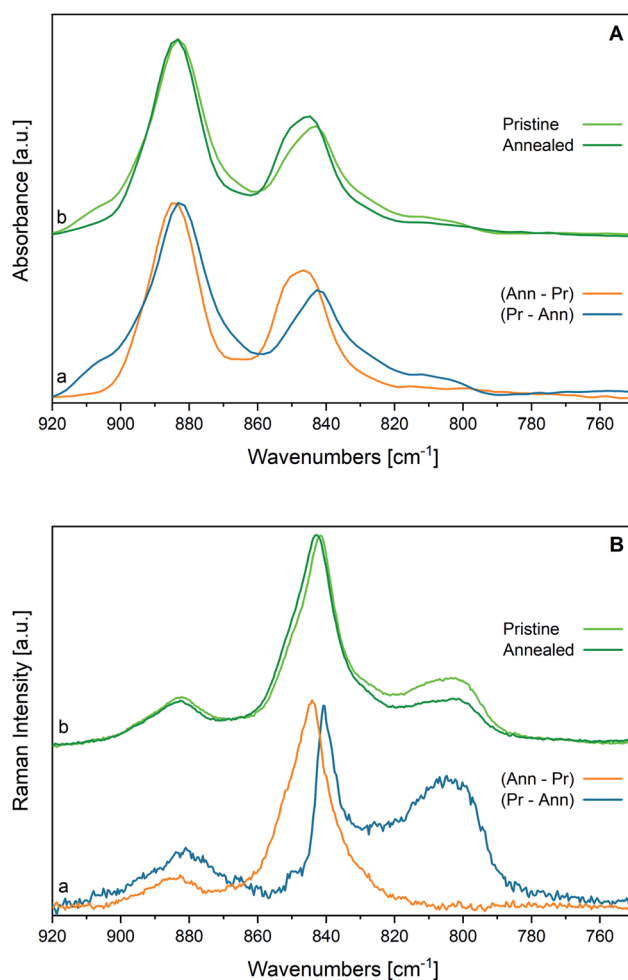 A
Absorbance [a.u.]
Pristine
Annealed
b
(Ann - Pr)
(Pr - Ann)
a
920 900 880 860 840 820 800 780 760
Wavenumbers [cm⁻¹]
B
Raman Intensity [a.u.]
Pristine
Annealed
b
(Ann - Pr)
(Pr - Ann)
a
920 900 880 860 840 820 800 780 760
Wavenumbers [cm⁻¹]